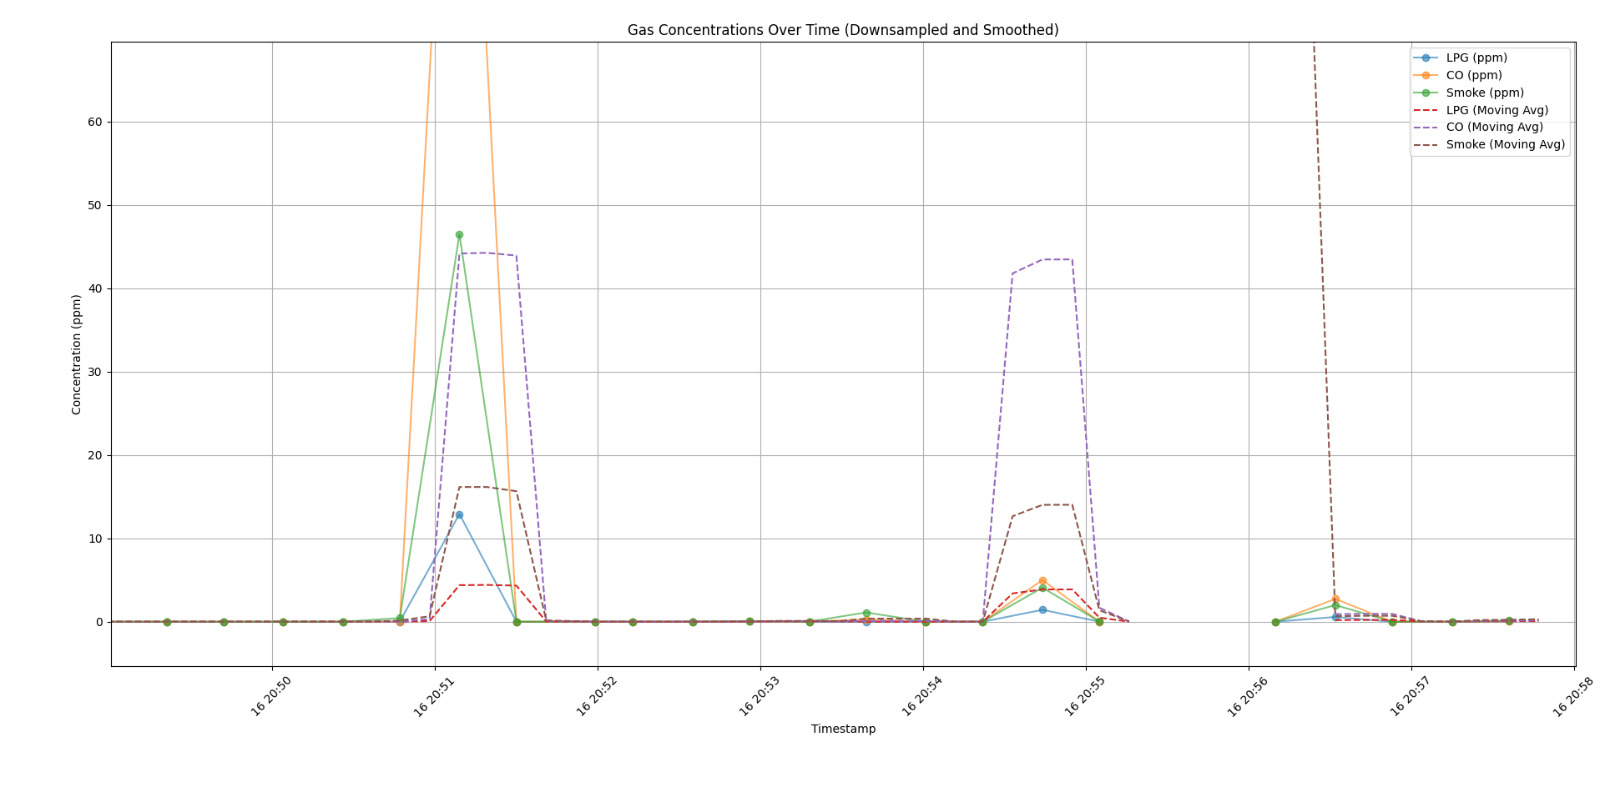 Gas Concentrations Over Time (Downsampled and Smoothed)
LPG (ppm)
CO (ppm)
Smoke (ppm)
LPG (Moving Avg)
CO (Moving Avg)
Smoke (Moving Avg)
Concentration (ppm)
60
50
40
30
20
10
0
16 20:50
16 20:51
16 20:52
16 20:53
16 20:54
16 20:55
16 20:56
16 20:57
16 20:58
Timestamp